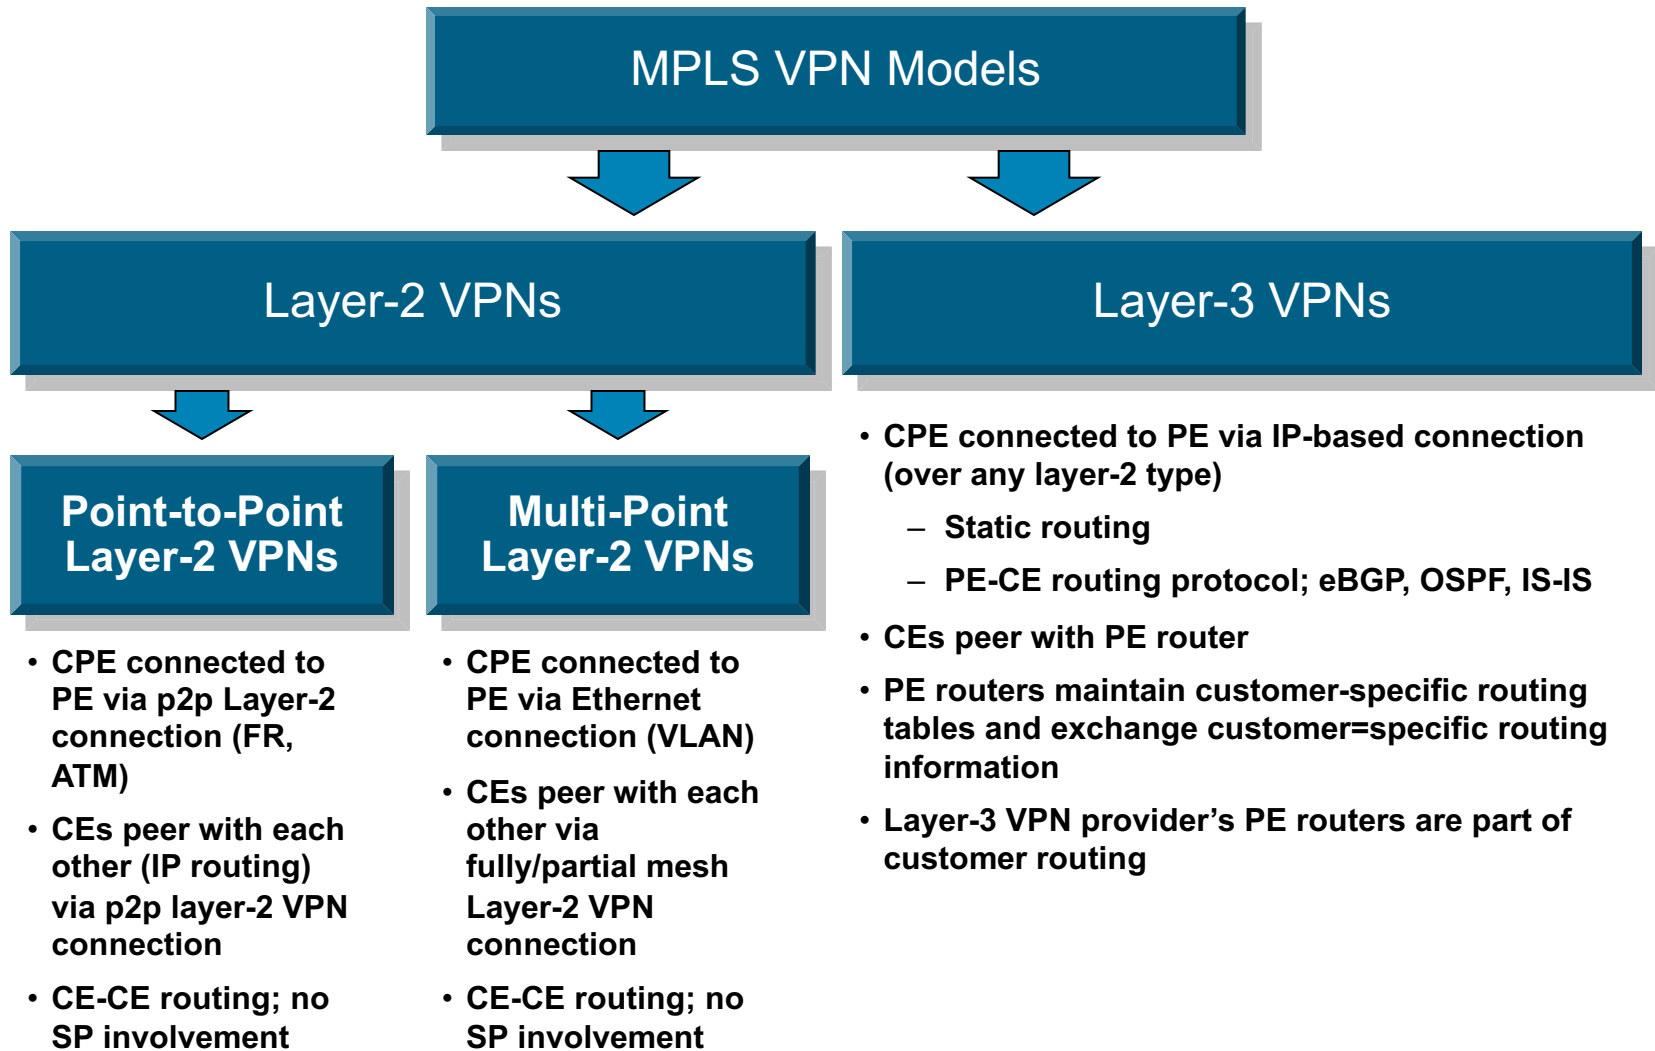 MPLS VPN Models
Layer-2 VPNs
Layer-3 VPNs
Point-to-Point
Layer-2 VPNs
• CPE connected to
PE via p2p Layer-2
connection (FR,
ATM)
• CEs peer with each
other (IP routing)
via p2p layer-2 VPN
connection
• CE-CE routing; no
SP involvement
Multi-Point
Layer-2 VPNs
• CPE connected to
PE via Ethernet
connection (VLAN)
• CEs peer with each
other via
fully/partial mesh
Layer-2 VPN
connection
• CE-CE routing; no
SP involvement
• CPE connected to PE via IP-based connection
(over any layer-2 type)
– Static routing
– PE-CE routing protocol; eBGP, OSPF, IS-IS
• CEs peer with PE router
• PE routers maintain customer-specific routing
tables and exchange customer=specific routing
information
• Layer-3 VPN provider’s PE routers are part of
customer routing